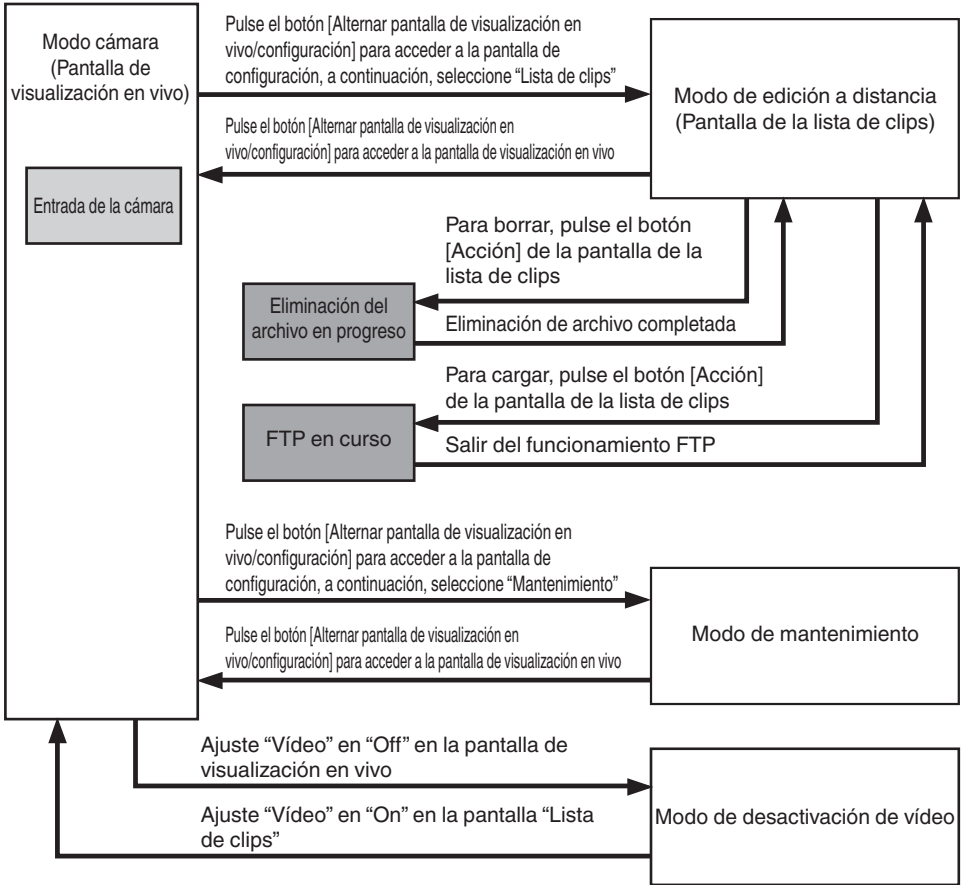 Modo cámara
(Pantalla de
visualización en vivo)
Entrada de la cámara
Pulse el botón [Alternar pantalla de visualización en
vivo/configuración] para acceder a la pantalla de
configuración, a continuación, seleccione “Lista de clips”
Pulse el botón [Alternar pantalla de visualización en
vivo/configuración] para acceder a la pantalla de visualización en vivo
Modo de edición a distancia
(Pantalla de la lista de clips)
Para borrar, pulse el botón
[Acción] de la pantalla de la
lista de clips
Eliminación del
archivo en progreso
Eliminación de archivo completada
Para cargar, pulse el botón [Acción]
de la pantalla de la lista de clips
FTP en curso
Salir del funcionamiento FTP
Pulse el botón [Alternar pantalla de visualización en
vivo/configuración] para acceder a la pantalla de
configuración, a continuación, seleccione “Mantenimiento”
Pulse el botón [Alternar pantalla de visualización en
vivo/configuración] para acceder a la pantalla de visualización en vivo
Modo de mantenimiento
Ajuste “Vídeo” en “Off” en la pantalla de
visualización en vivo
Ajuste “Vídeo” en “On” en la pantalla “Lista
de clips”
Modo de desactivación de vídeo